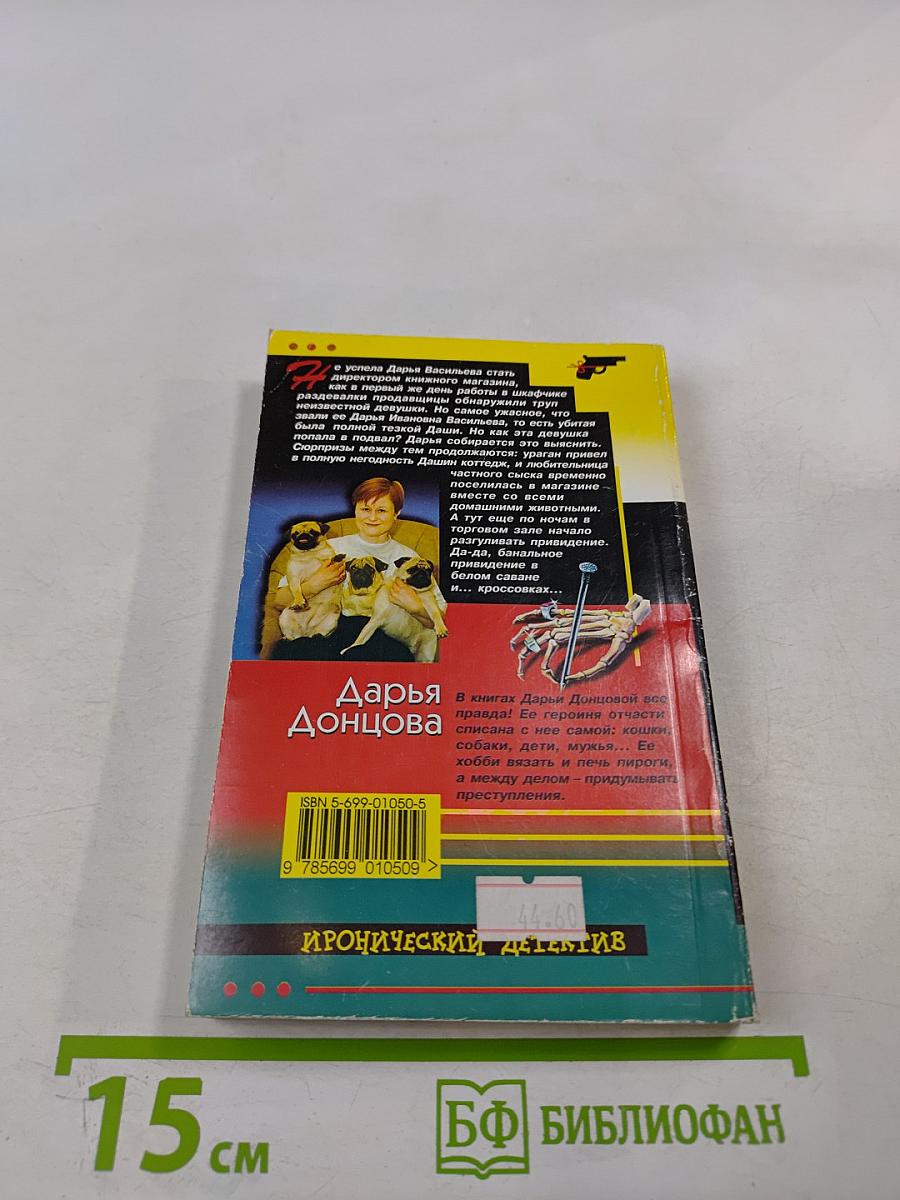 Не успела Дарья Васильева стать
директором книжного магазина,
как в первый же день работы в шкафчике
раздевалки продавщицы обнаружили труп
неизвестной девушки. Но самое ужасное, что
звали ее Дарья Ивановна Васильева, то есть убитая
была полной тезкой Даши. Но как эта девушка
попала в подвал? Дарья собирается это выяснить.
Сюрпризы между тем продолжаются: ураган привел
в полную негодность Дашин коттедж, и любительница
частного сыска временно
поселилась в магазине –
вместе со всеми
домашними животными.
А тут еще по ночам в
торговом зале начало
разгуливать привидение.
Да-да, банальное
привидение в
белом саване
и... кроссовках...
Дарья
Донцова
В книгах Дарьи Донцовой все
правда! Ее героиня отчасти
списана с нее самой: кошки,
собаки, дети, мужья... Ее
хобби вязать и печь пироги,
а между делом – придумывать
преступления.
ISBN 5-699-01050-5
9 785699 010509 >
44.60
ИРОНИЧЕСКИЙ ДЕТЕКТИВ
15 см
БФ БИБЛИОФАН